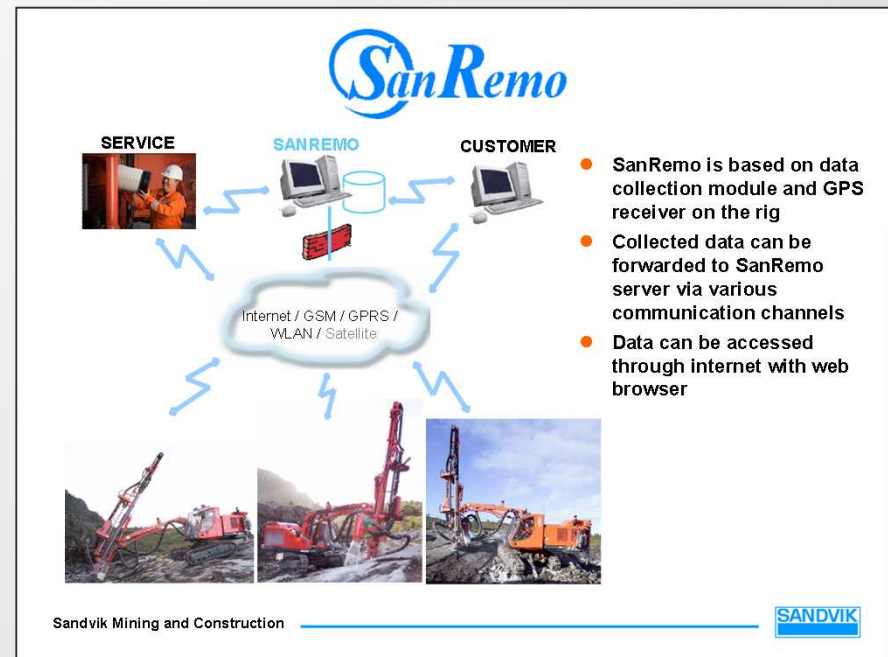 SanRemo
SERVICE
SANREMO
CUSTOMER
Internet / GSM / GPRS /
WLAN / Satellite
SanRemo is based on data
collection module and GPS
receiver on the rig
Collected data can be
forwarded to SanRemo
server via various
communication channels
Data can be accessed
through internet with web
browser
Sandvik Mining and Construction
SANDVIK